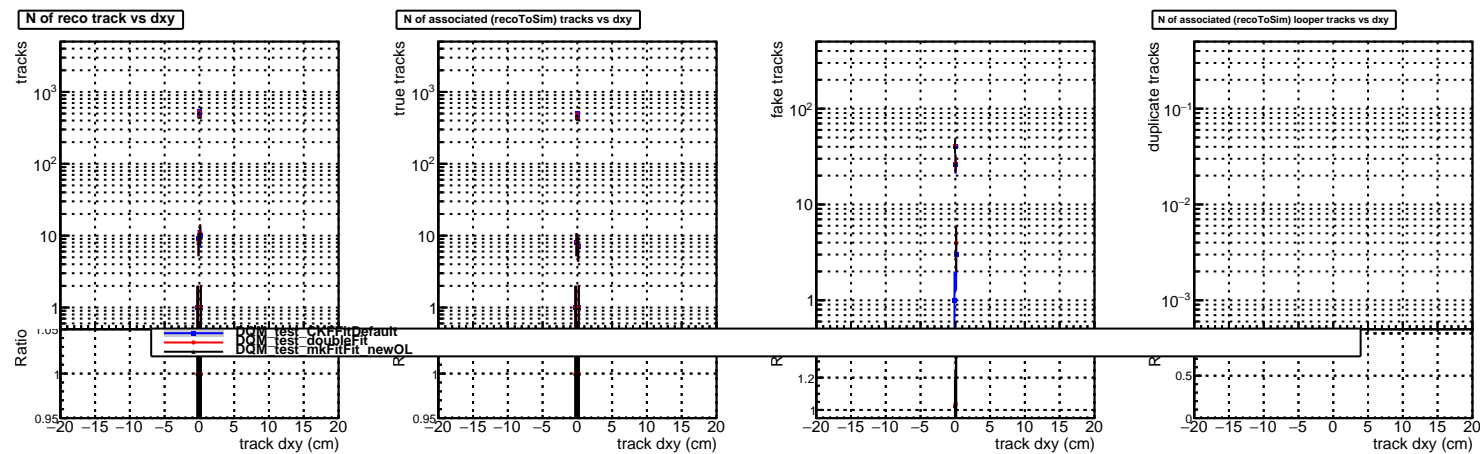 N of reco track vs dxy
N of associated (recoToSim) tracks vs dxy
N of associated (recoToSim) looper tracks vs dxy
tracks
10³
10²
10
1
true tracks
10³
10²
10
1
fake tracks
10²
10
1
duplicate tracks
10⁻¹
10⁻²
10⁻³
DQM_test_CKFFitDefault
DQM_test_doubleFit
DQM_test_mkFitFit_newOL
Ratio
1.05
1
0.95
−20 −15 −10 −5 0 5 10 15 20
track dxy (cm)
1
0.95
−20 −15 −10 −5 0 5 10 15 20
track dxy (cm)
1.2
1
−20 −15 −10 −5 0 5 10 15 20
track dxy (cm)
0.5
0
−20 −15 −10 −5 0 5 10 15 20
track dxy (cm)